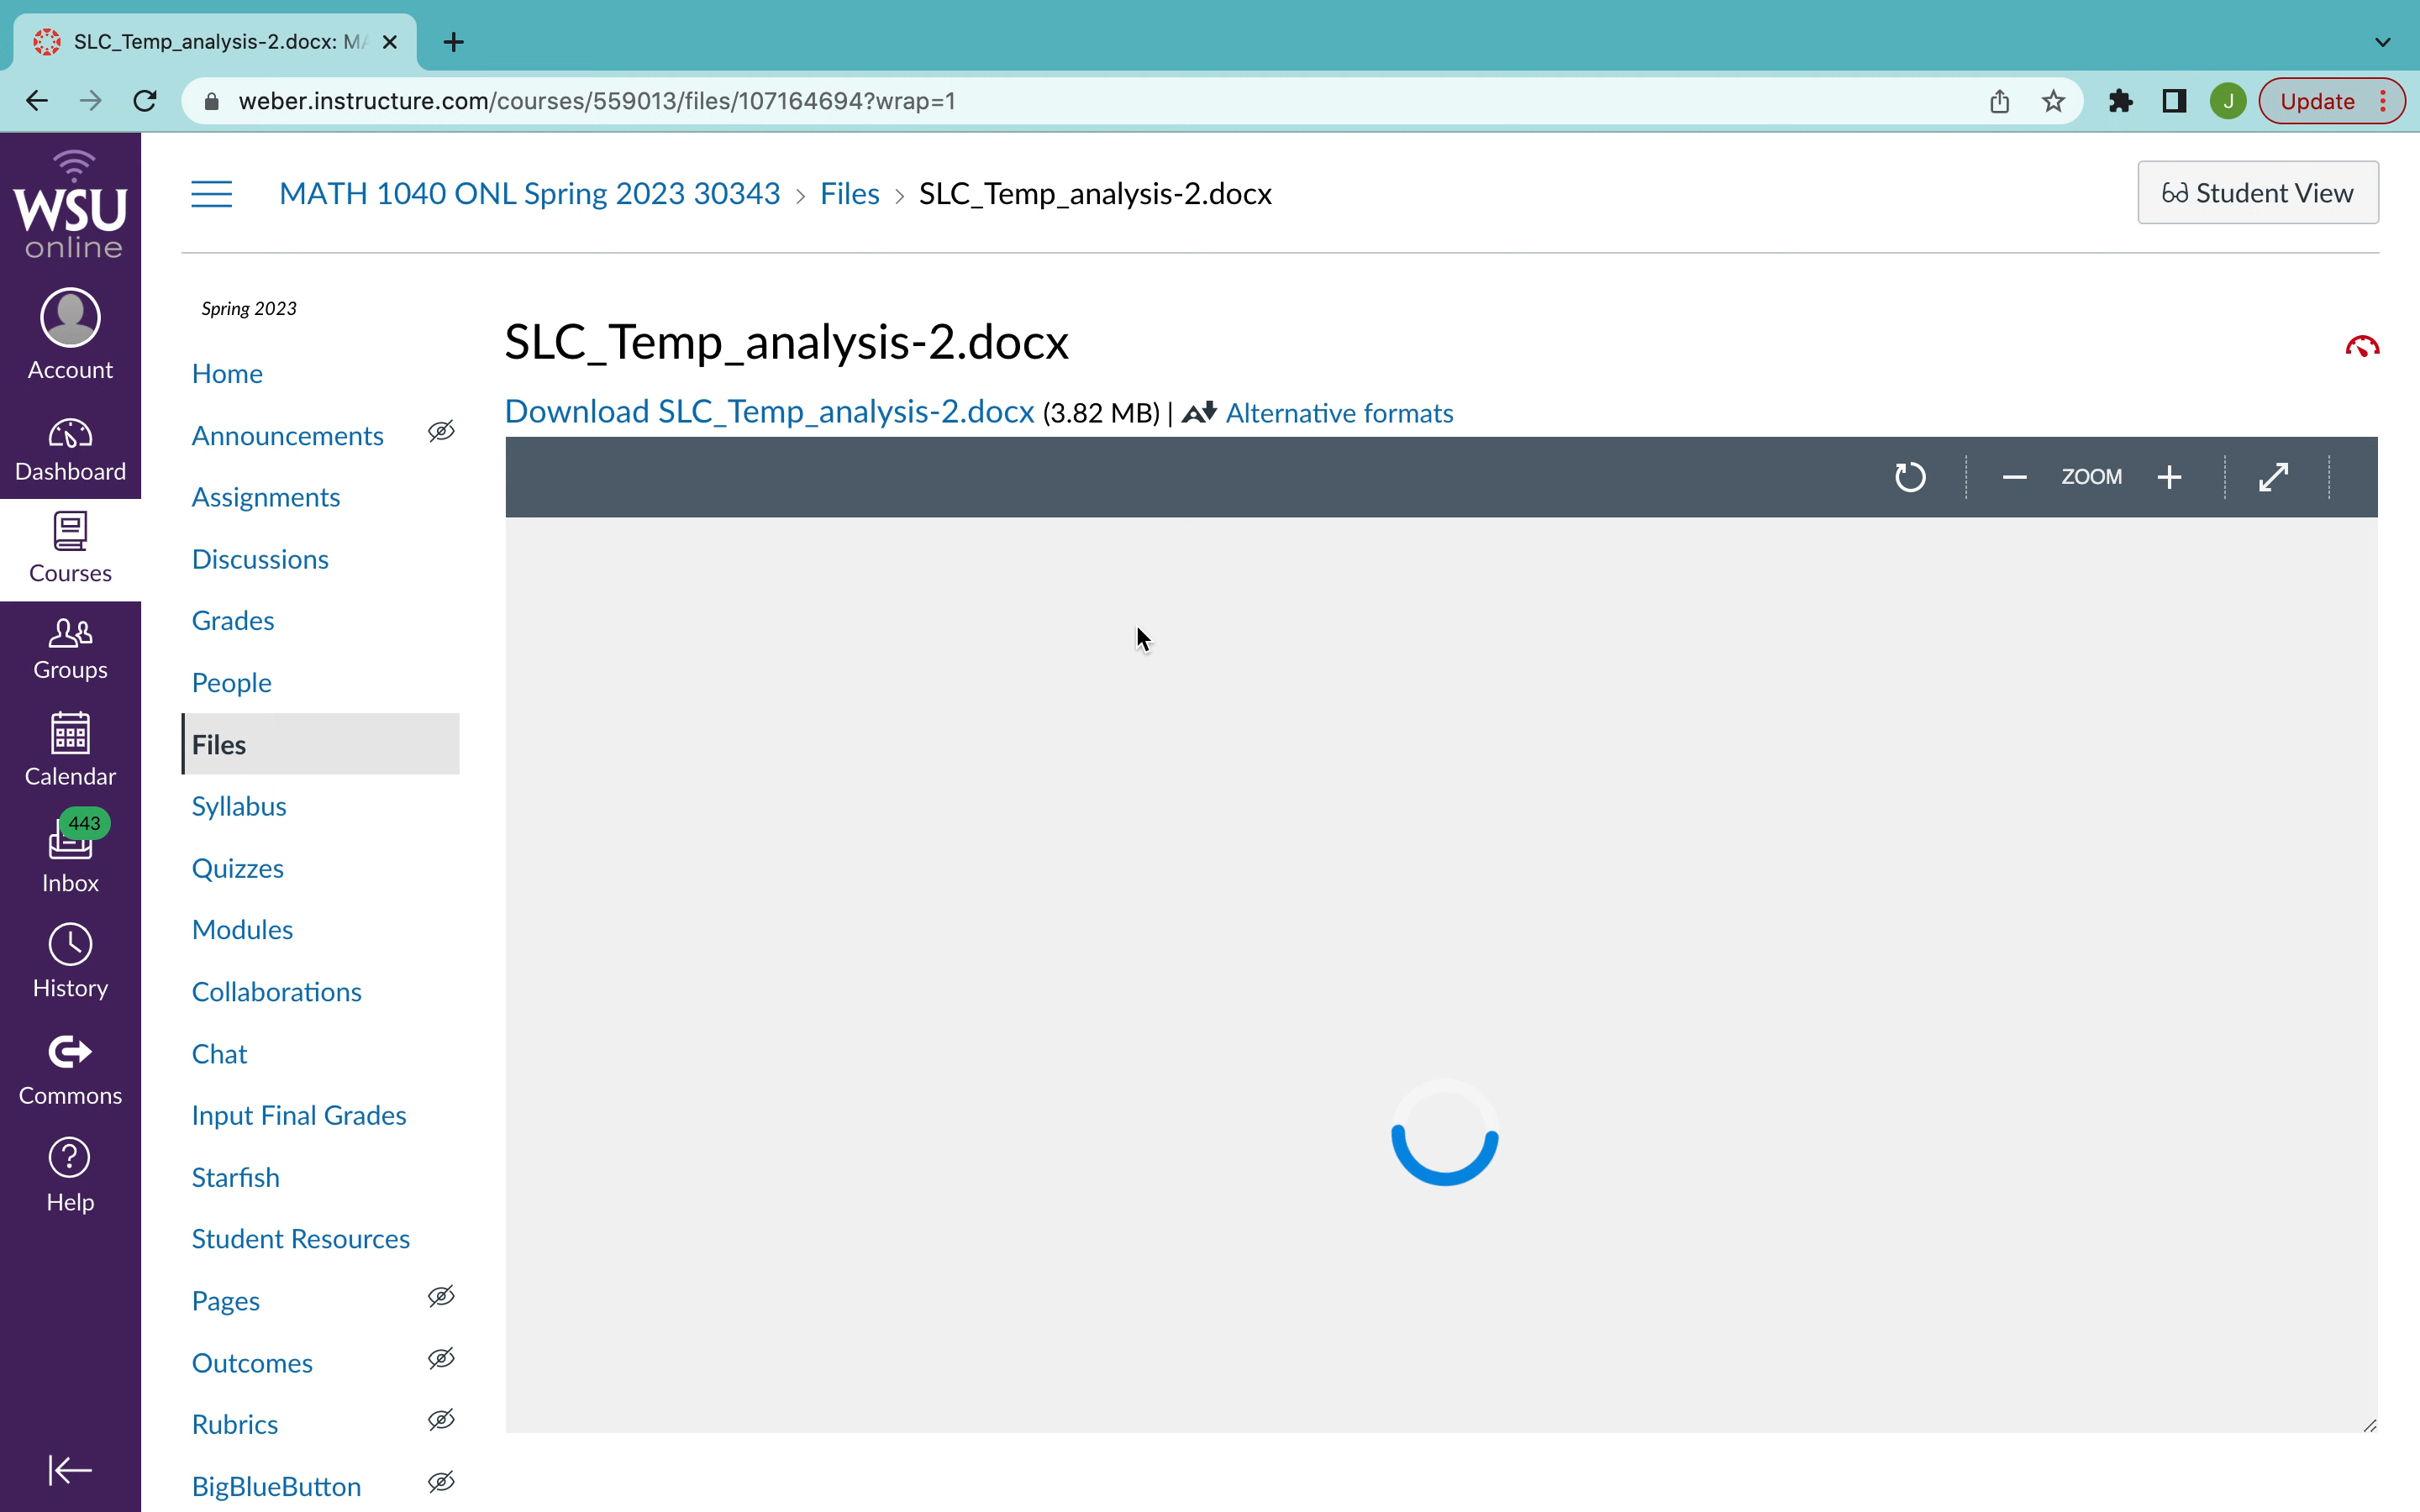 SLC_Temp_analysis-2.docx: MA
weber.instructure.com/courses/559013/files/107164694?wrap=1
J
Update
WSU
online
Account
Dashboard
Courses
Groups
Calendar
443
Inbox
History
Commons
Help
MATH 1040 ONL Spring 2023 30343 > Files > SLC_Temp_analysis-2.docx
Student View
Spring 2023
Home
Announcements
Assignments
Discussions
Grades
People
Files
Syllabus
Quizzes
Modules
Collaborations
Chat
Input Final Grades
Starfish
Student Resources
Pages
Outcomes
Rubrics
BigBlueButton
SLC_Temp_analysis-2.docx
Download SLC_Temp_analysis-2.docx (3.82 MB) | Alternative formats
ZOOM